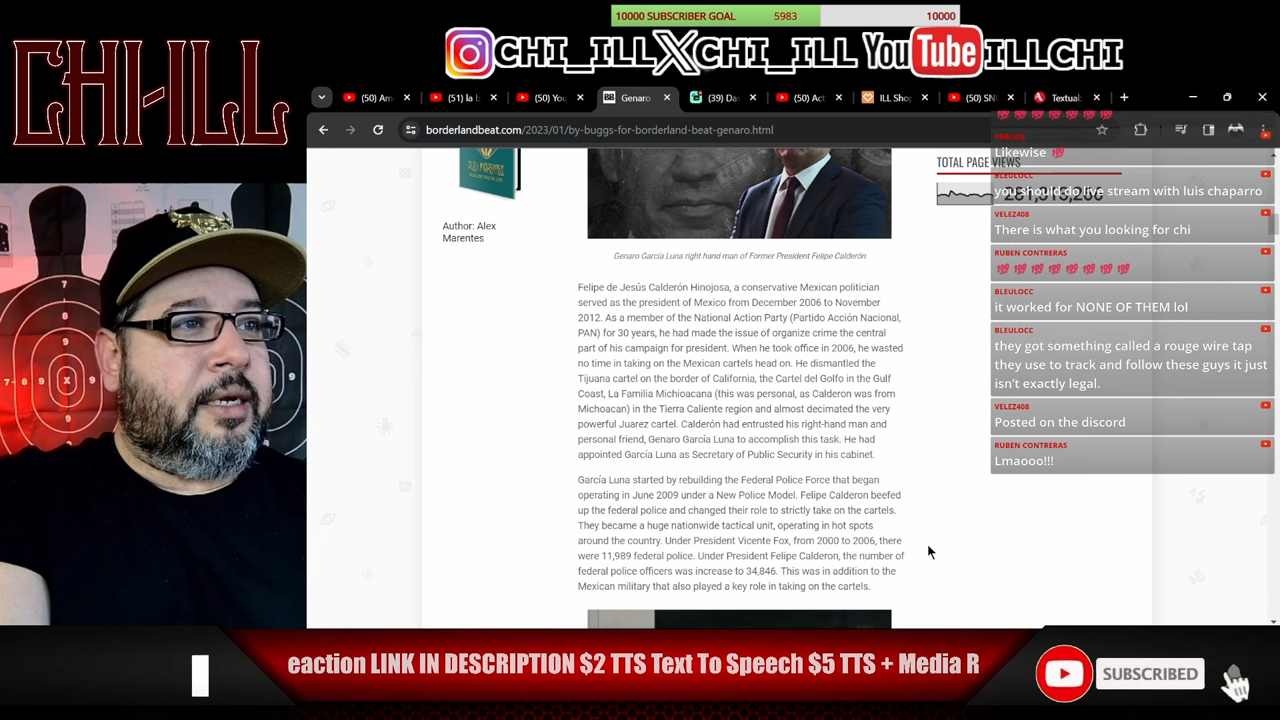 10000 SUBSCRIBER GOAL 5983 10000
CHI-ILL
CHI_ILL CHI_ILL YouTube ILLCHI
(50) Am
(51) la b
(50) You
BB Genaro
(39) Da
(50) Act
ILL Sho
(50) SNI
Textual
borderlandbeat.com/2023/01/by-buggs-for-borderland-beat-genaro.html
Author: Alex
Marentes
Genaro García Luna right hand man of Former President Felipe Calderón
Felipe de Jesús Calderón Hinojosa, a conservative Mexican politician
served as the president of Mexico from December 2006 to November
2012. As a member of the National Action Party (Partido Acción Nacional,
PAN) for 30 years, he had made the issue of organize crime the central
part of his campaign for president. When he took office in 2006, he wasted
no time in taking on the Mexican cartels head on. He dismantled the
Tijuana cartel on the border of California, the Cartel del Golfo in the Gulf
Coast, La Familia Michioacana (this was personal, as Calderon was from
Michoacan) in the Tierra Caliente region and almost decimated the very
powerful Juarez cartel. Calderón had entrusted his right-hand man and
personal friend, Genaro García Luna to accomplish this task. He had
appointed García Luna as Secretary of Public Security in his cabinet.
García Luna started by rebuilding the Federal Police Force that began
operating in June 2009 under a New Police Model. Felipe Calderon beefed
up the federal police and changed their role to strictly take on the cartels.
They became a huge nationwide tactical unit, operating in hot spots
around the country. Under President Vicente Fox, from 2000 to 2006, there
were 11,989 federal police. Under President Felipe Calderon, the number of
federal police officers was increase to 34,846. This was in addition to the
Mexican military that also played a key role in taking on the cartels.
TOTAL PAGE VIEWS
Likewise 💯
BLEULOCC
you should do live stream with luis chaparro
VELEZ408
There is what you looking for chi
RUBEN CONTRERAS
💯 💯 💯 💯 💯 💯 💯 💯
BLEULOCC
it worked for NONE OF THEM lol
BLEULOCC
they got something called a rouge wire tap
they use to track and follow these guys it just
isn't exactly legal.
VELEZ408
Posted on the discord
RUBEN CONTRERAS
Lmaooo!!!
7 8 9
7 8 9 X 9
eaction LINK IN DESCRIPTION $2 TTS Text To Speech $5 TTS + Media R
SUBSCRIBED